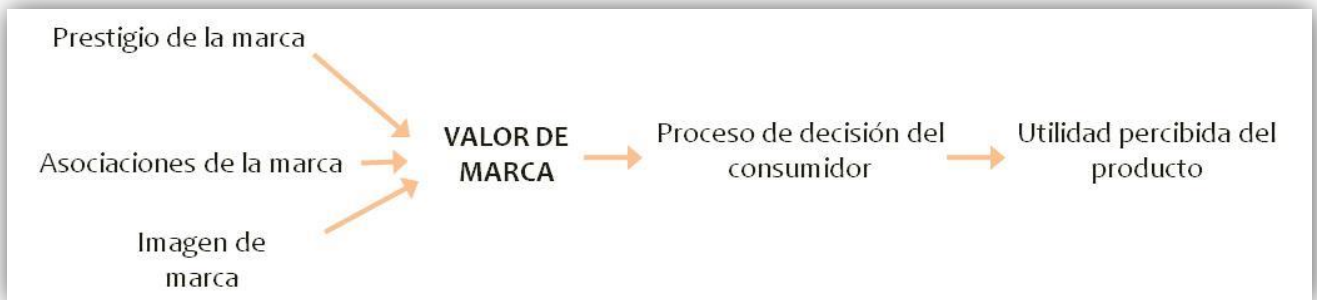 Prestigio de la marca
Asociaciones de la marca
Imagen de
marca
VALOR DE
MARCA
Proceso de decisión del
consumidor
Utilidad percibida del
producto